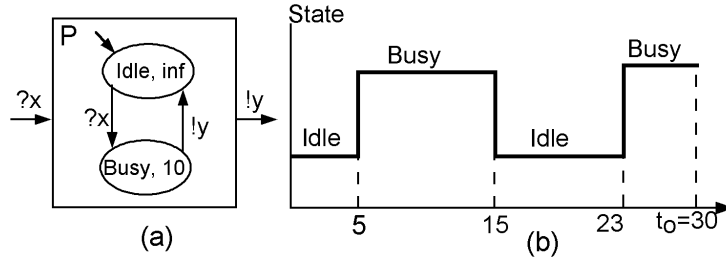 P
Idle, inf
?x
?x
!y
!y
Busy, 10
(a)
State
Busy
Busy
Idle
Idle
5
15
23
to=30
(b)